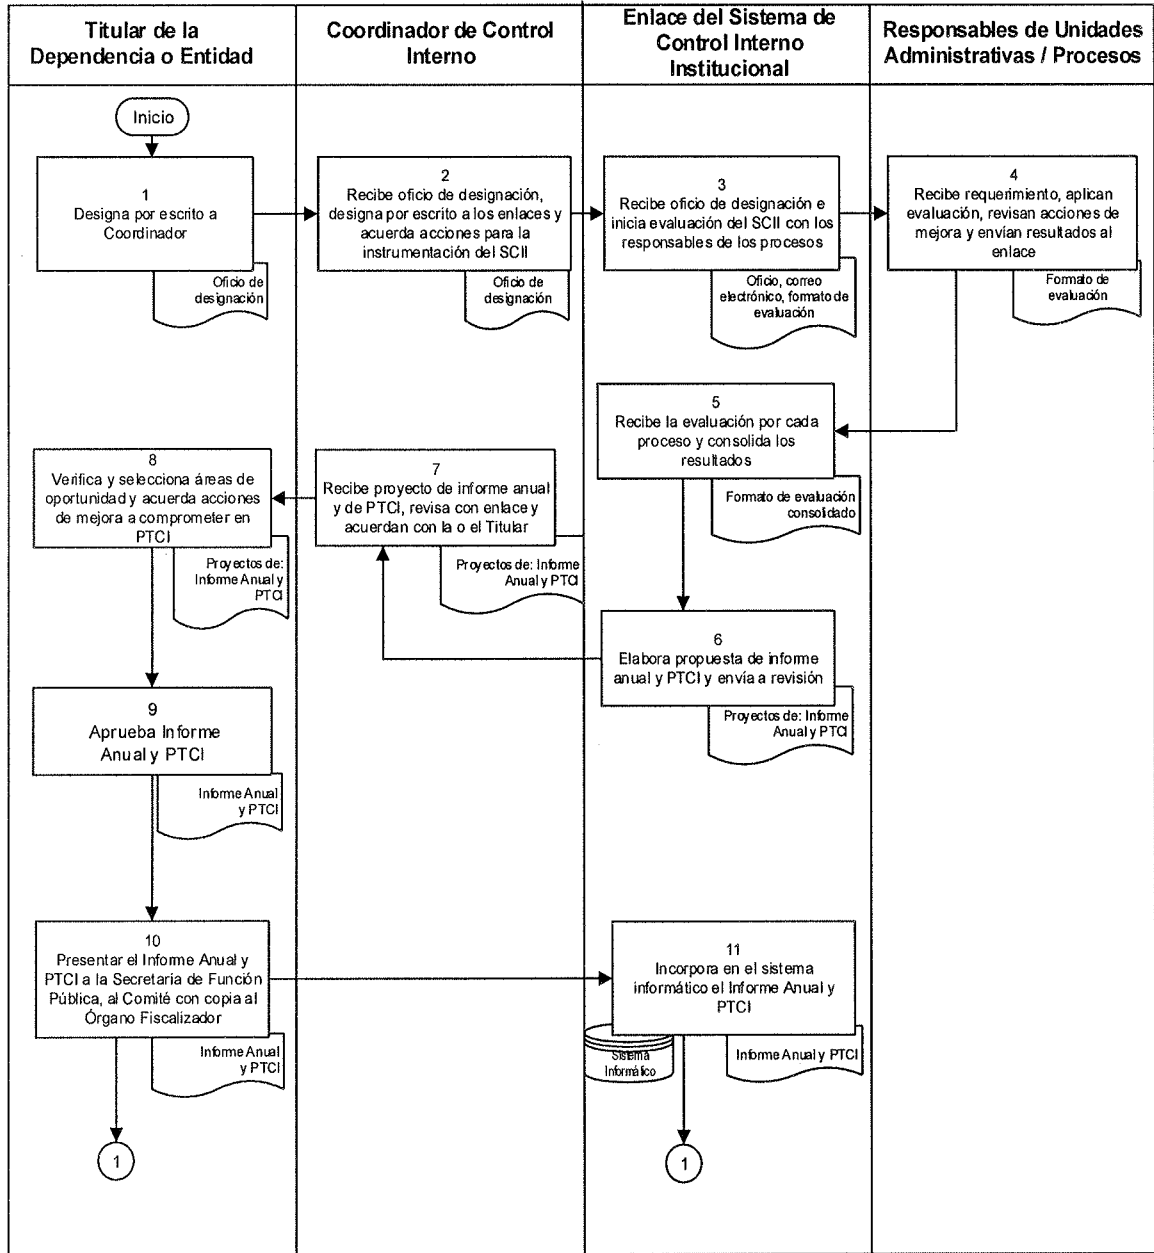 Titular de la
Dependencia o Entidad
Coordinador de Control
Interno
Enlace del Sistema de
Control Interno
Institucional
Responsables de Unidades
Administrativas / Procesos
Inicio
1
Designa por escrito a
Coordinador
Oficio de
designación
2
Recibe oficio de designación,
designa por escrito a los enlaces y
acuerda acciones para la
instrumentación del SCII
Oficio de
designación
3
Recibe oficio de designación e
inicia evaluación del SCII con los
responsables de los procesos
Oficio, correo
electrónico, formato de
evaluación
4
Recibe requerimiento, aplican
evaluación, revisan acciones de
mejora y envían resultados al
enlace
Formato de
evaluación
5
Recibe la evaluación por cada
proceso y consolida los
resultados
Formato de evaluación
consolidado
8
Verifica y selecciona áreas de
oportunidad y acuerda acciones
de mejora a comprometer en
PTCI
Proyectos de:
Informe Anual y
PTCI
7
Recibe proyecto de informe anual
y de PTCI, revisa con enlace y
acuerdan con la o el Titular
Proyectos de: Informe
Anual y PTCI
6
Elabora propuesta de informe
anual y PTCI y envía a revisión
Proyectos de: Informe
Anual y PTCI
9
Aprueba Informe
Anual y PTCI
Informe Anual
y PTCI
10
Presentar el Informe Anual y
PTCI a la Secretaría de Función
Pública, al Comité con copia al
Órgano Fiscalizador
Informe Anual
y PTCI
11
Incorpora en el sistema
informático el Informe Anual y
PTCI
Sistema
Informático
Informe Anual y PTCI
1
1